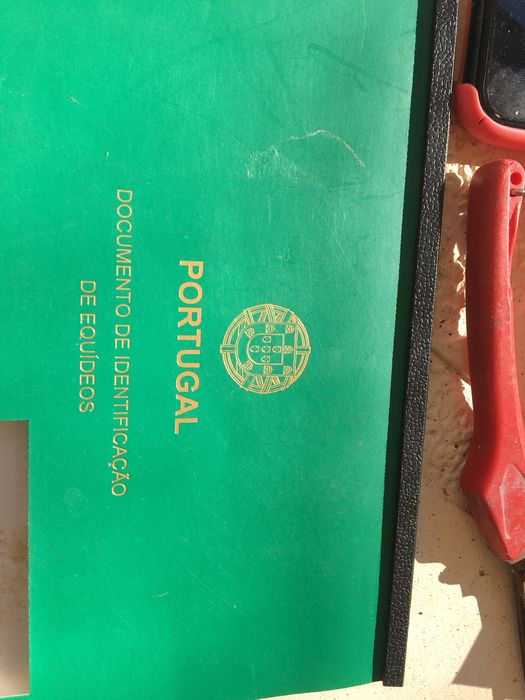 PORTUGAL
DOCUMENTO DE IDENTIFICAÇÃO
DE EQUÍDEOS